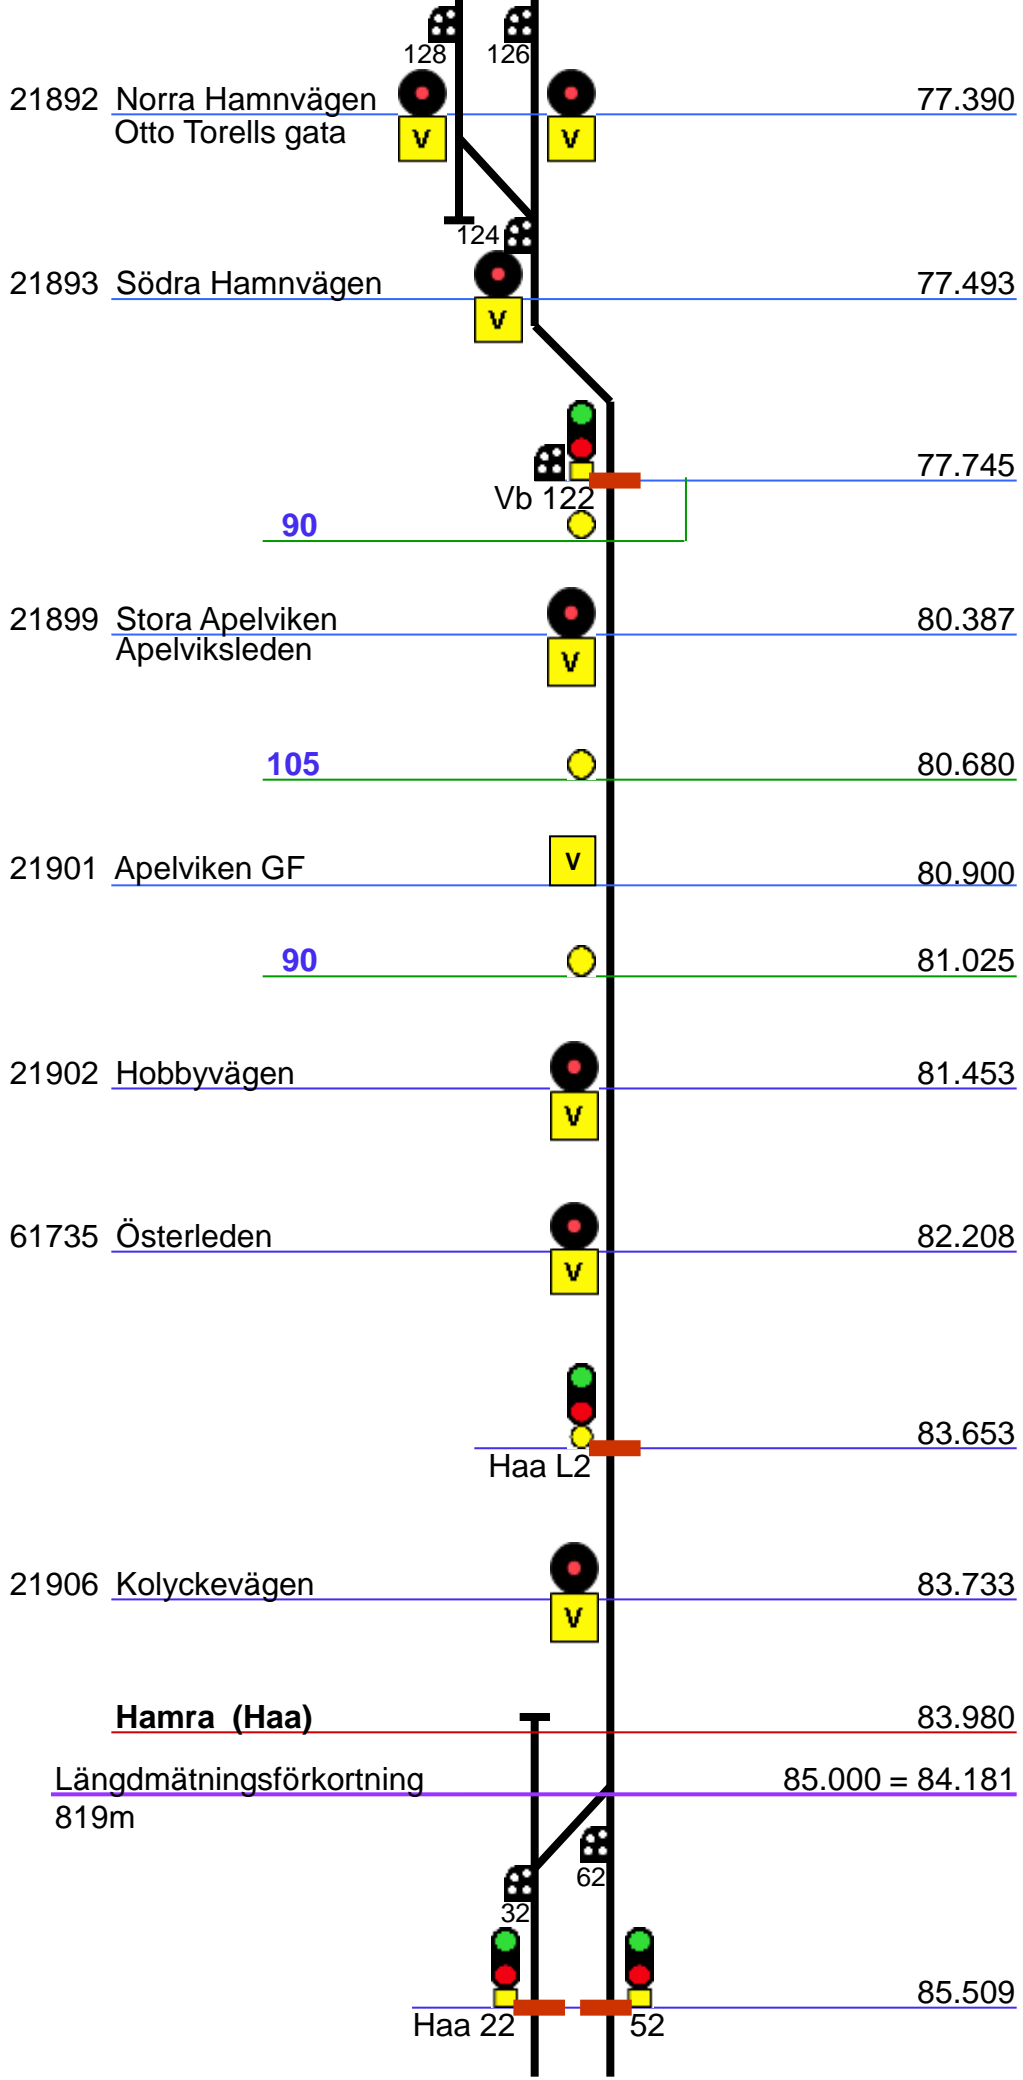 128 126
21892 Norra Hamnvägen 77.390
Otto Torells gata
V V
124
21893 Södra Hamnvägen 77.493
V
77.745
Vb 122
90
21899 Stora Apelviken 80.387
Apelviksleden
V
105 80.680
21901 Apelviken GF V 80.900
90 81.025
21902 Hobbyvägen 81.453
V
61735 Österleden 82.208
V
83.653
Haa L2
21906 Kolyckevägen 83.733
V
Hamra (Haa) 83.980
Längdmätningsförkortning 85.000 = 84.181
819m
62
32
85.509
Haa 22 52